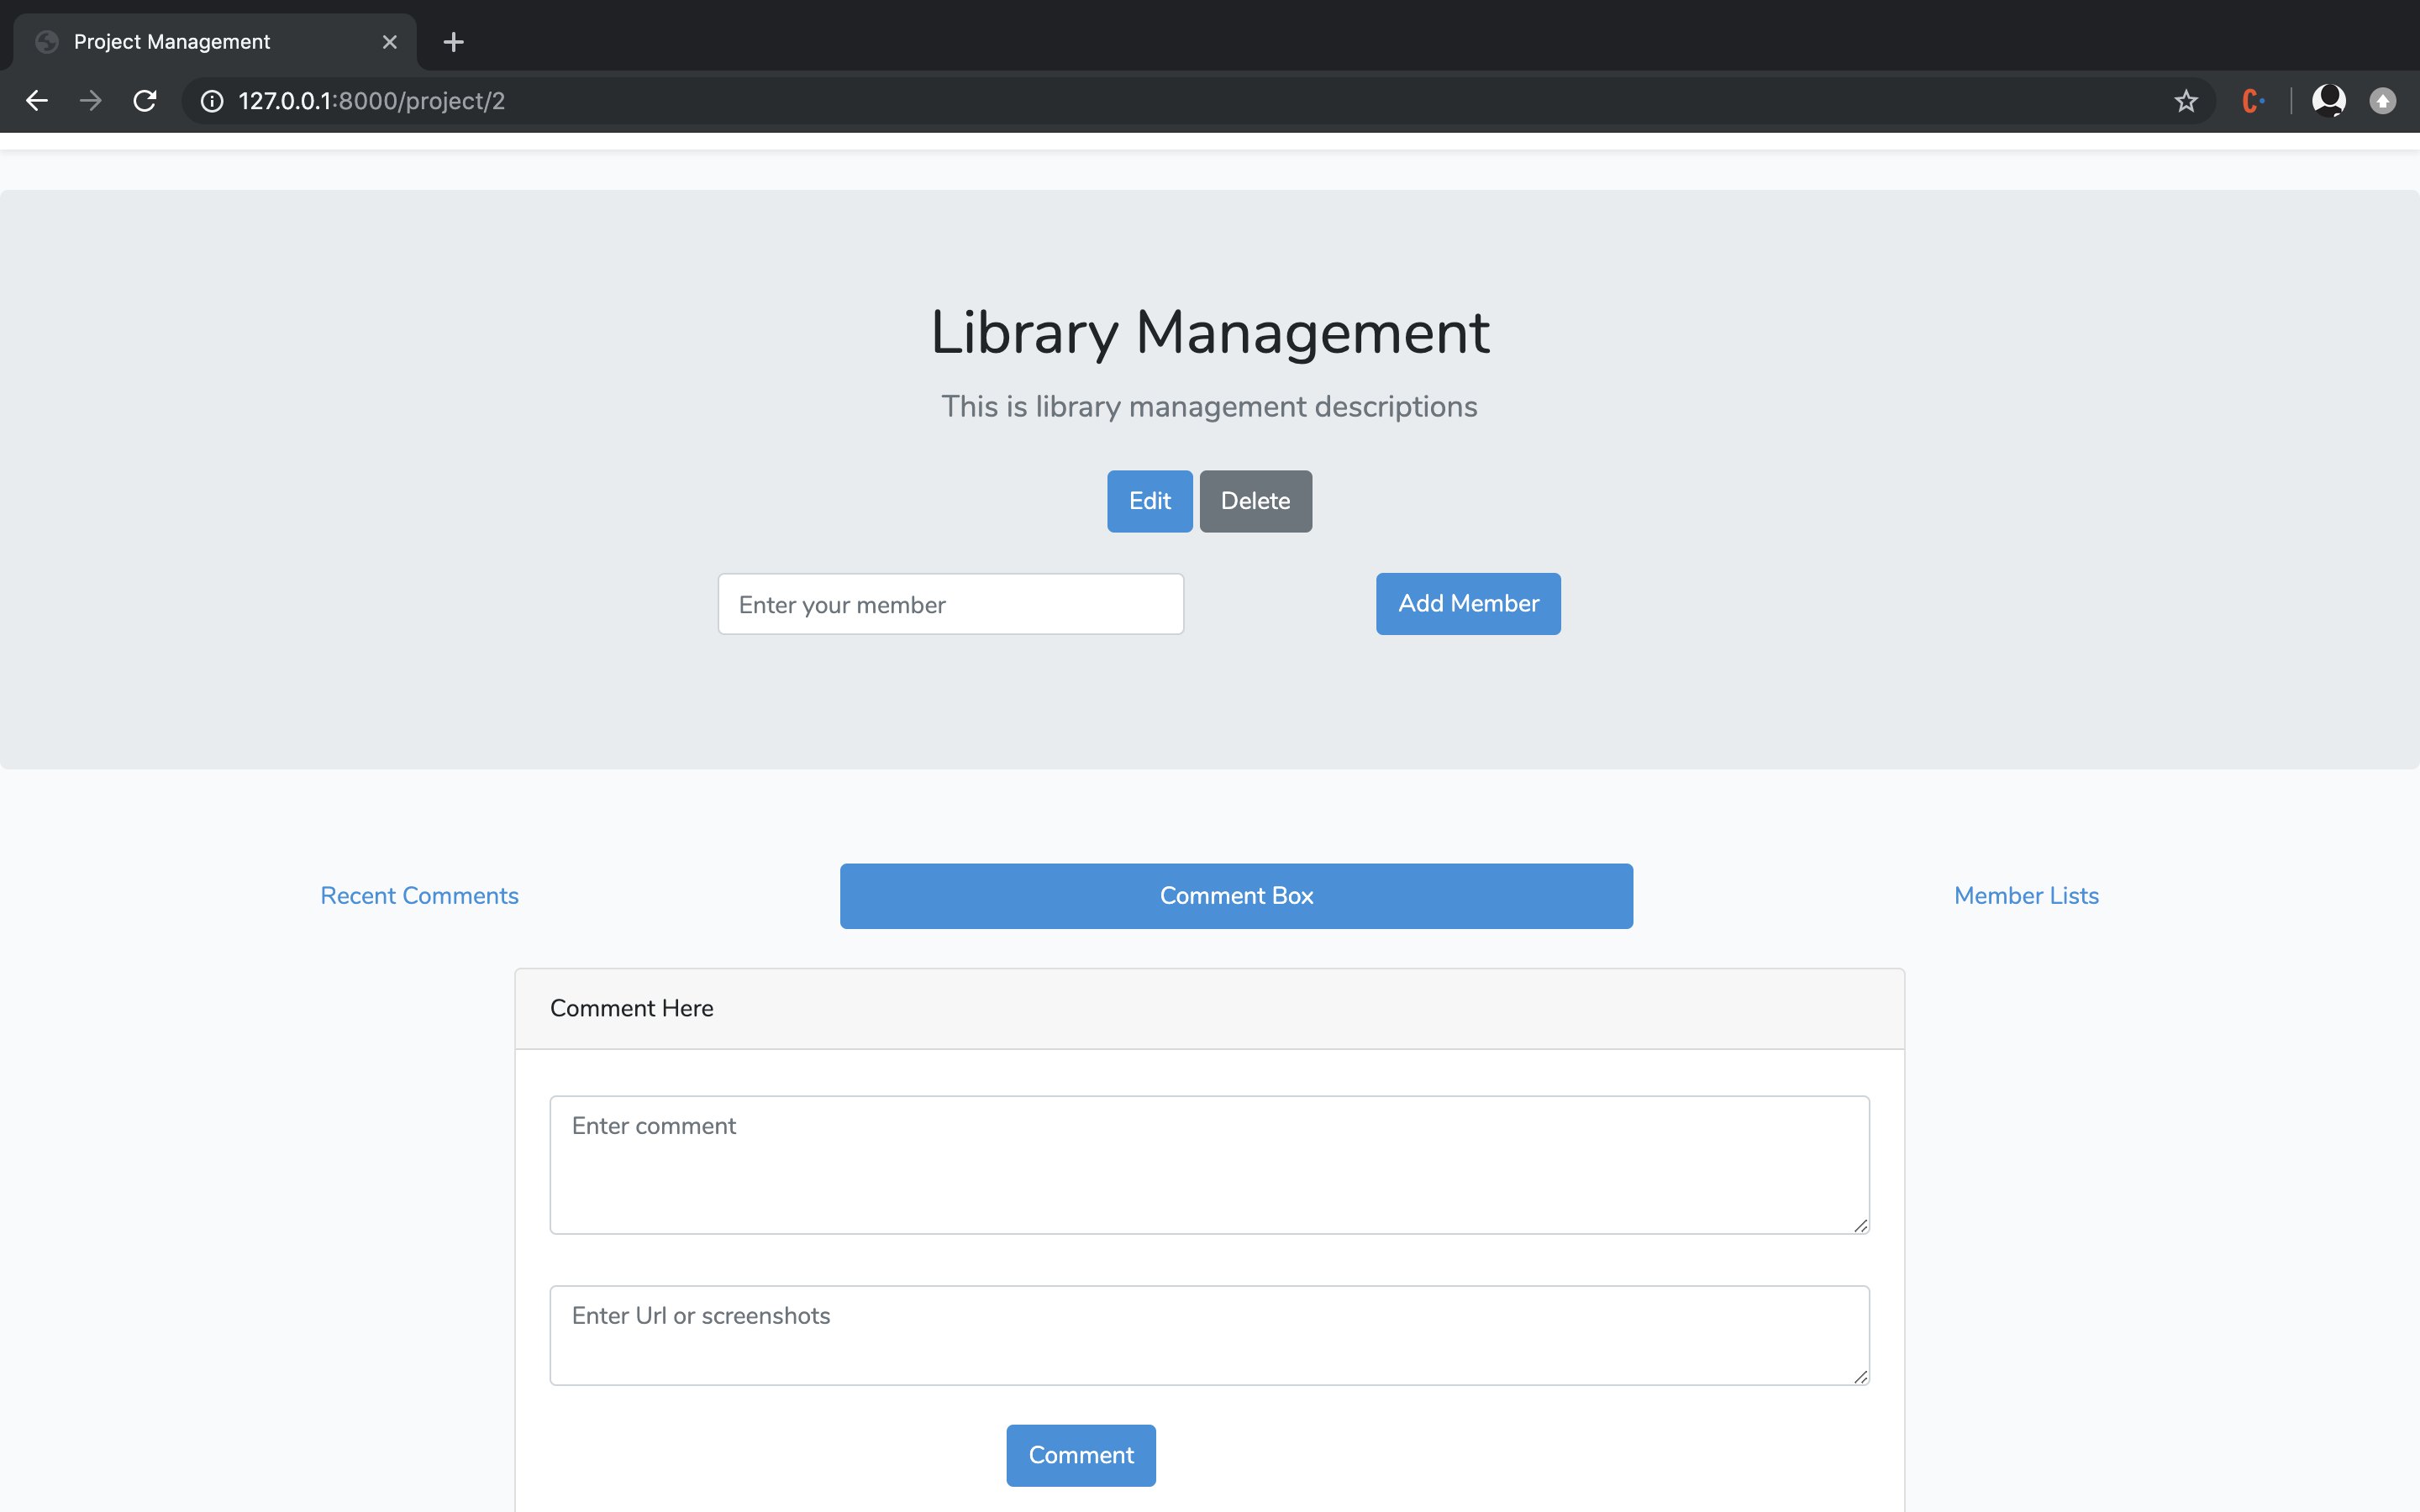 Project Management
127.0.0.1:8000/project/2
Library Management
This is library management descriptions
Edit Delete
Enter your member Add Member
Recent Comments Comment Box Member Lists
Comment Here
Enter comment
Enter Url or screenshots
Comment